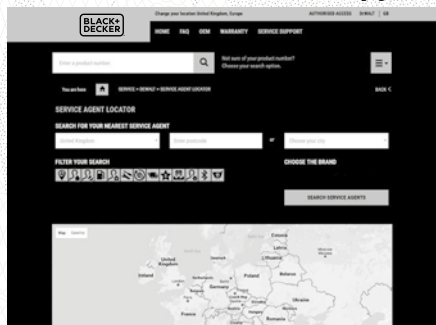 BLACK+
DECKER
Change your location United Kingdom, Europe
AUTHORISED ACCESS
DEWALT
GB
HOME
FAQ
OEM
WARRANTY
SERVICE SUPPORT
Enter a product number
Not sure of your product number?
Choose your search option.
You are here
SERVICE > DEWALT > SERVICE AGENT LOCATOR
BACK <
SERVICE AGENT LOCATOR
SEARCH FOR YOUR NEAREST SERVICE AGENT
United Kingdom
Enter postcode
or
Choose your city
FILTER YOUR SEARCH
CHOOSE THE BRAND
SEARCH SERVICE AGENTS
Map
Satellite
Estonia
Latvia
Lithuania
Denmark
United
Kingdom
Ireland
Poland
Belarus
Germany
Ukraine
France
Hungary
Romania